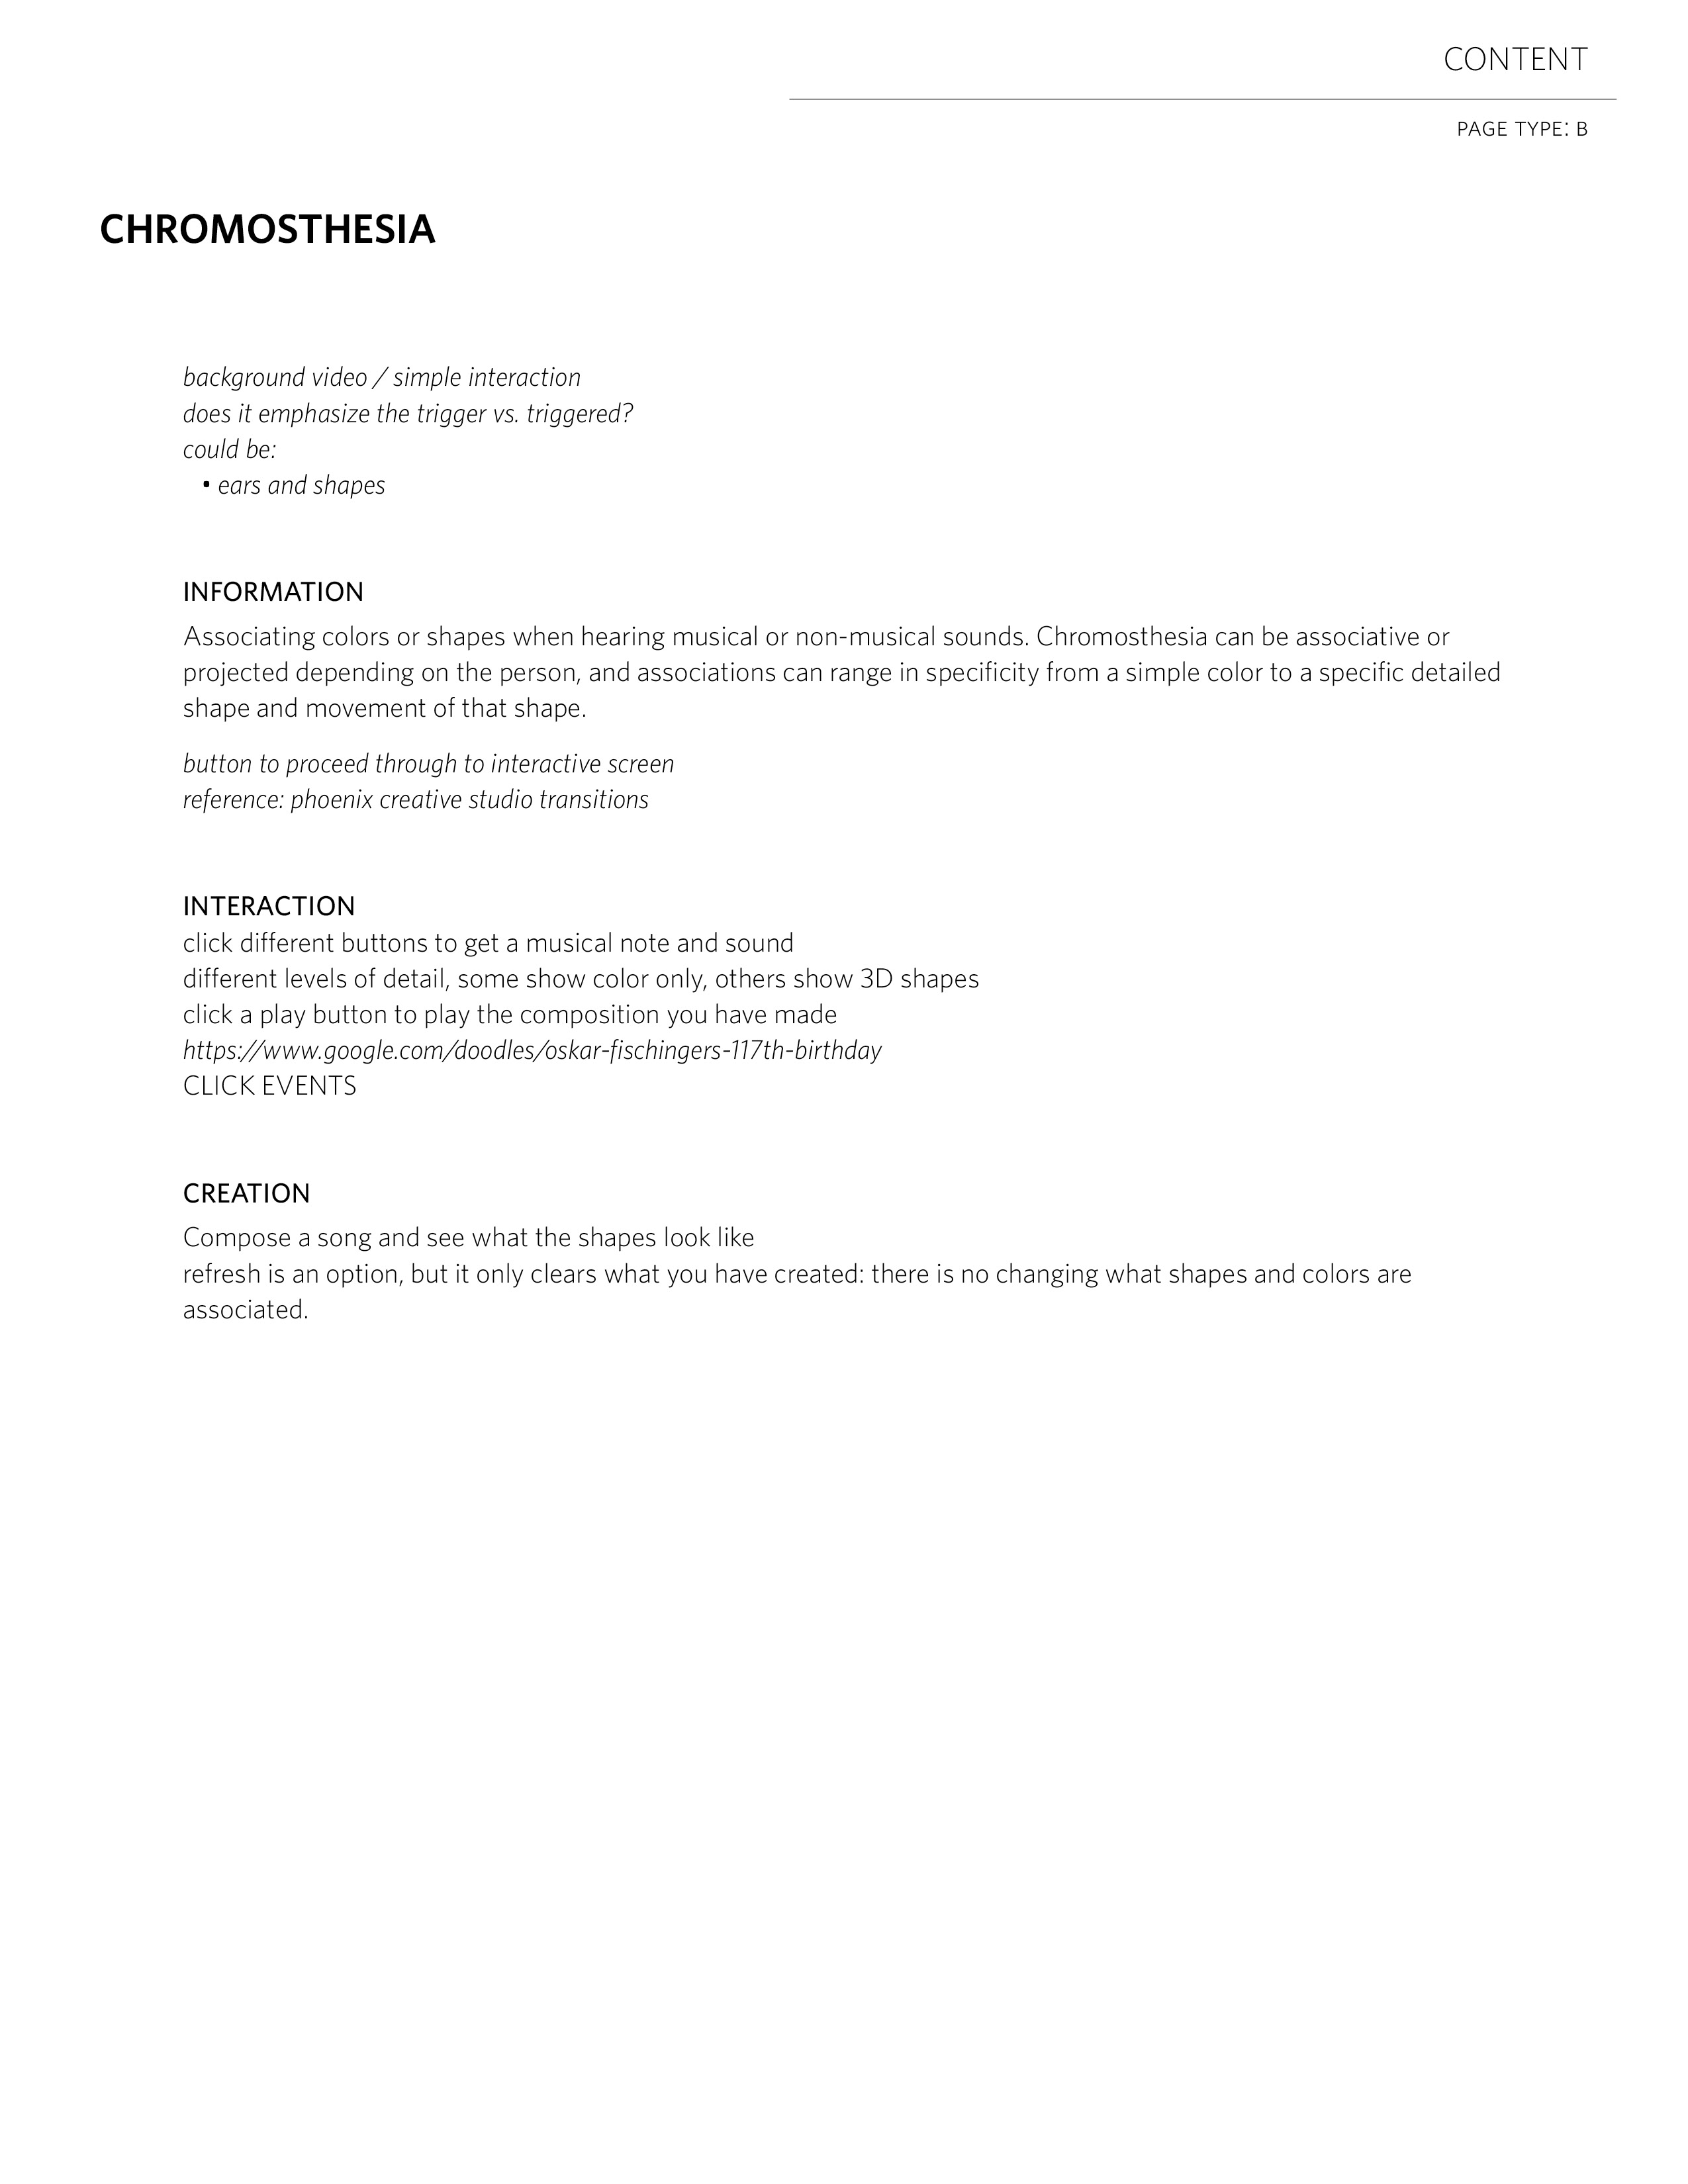 CONTENT
PAGE TYPE: B
CHROMOSTHESIA
background video / simple interaction
does it emphasize the trigger vs. triggered?
could be:
• ears and shapes
INFORMATION
Associating colors or shapes when hearing musical or non-musical sounds. Chromosthesia can be associative or
projected depending on the person, and associations can range in specificity from a simple color to a specific detailed
shape and movement of that shape.
button to proceed through to interactive screen
reference: phoenix creative studio transitions
INTERACTION
click different buttons to get a musical note and sound
different levels of detail, some show color only, others show 3D shapes
click a play button to play the composition you have made
https://www.google.com/doodles/oskar-fischingers-117th-birthday
CLICK EVENTS
CREATION
Compose a song and see what the shapes look like
refresh is an option, but it only clears what you have created: there is no changing what shapes and colors are
associated.